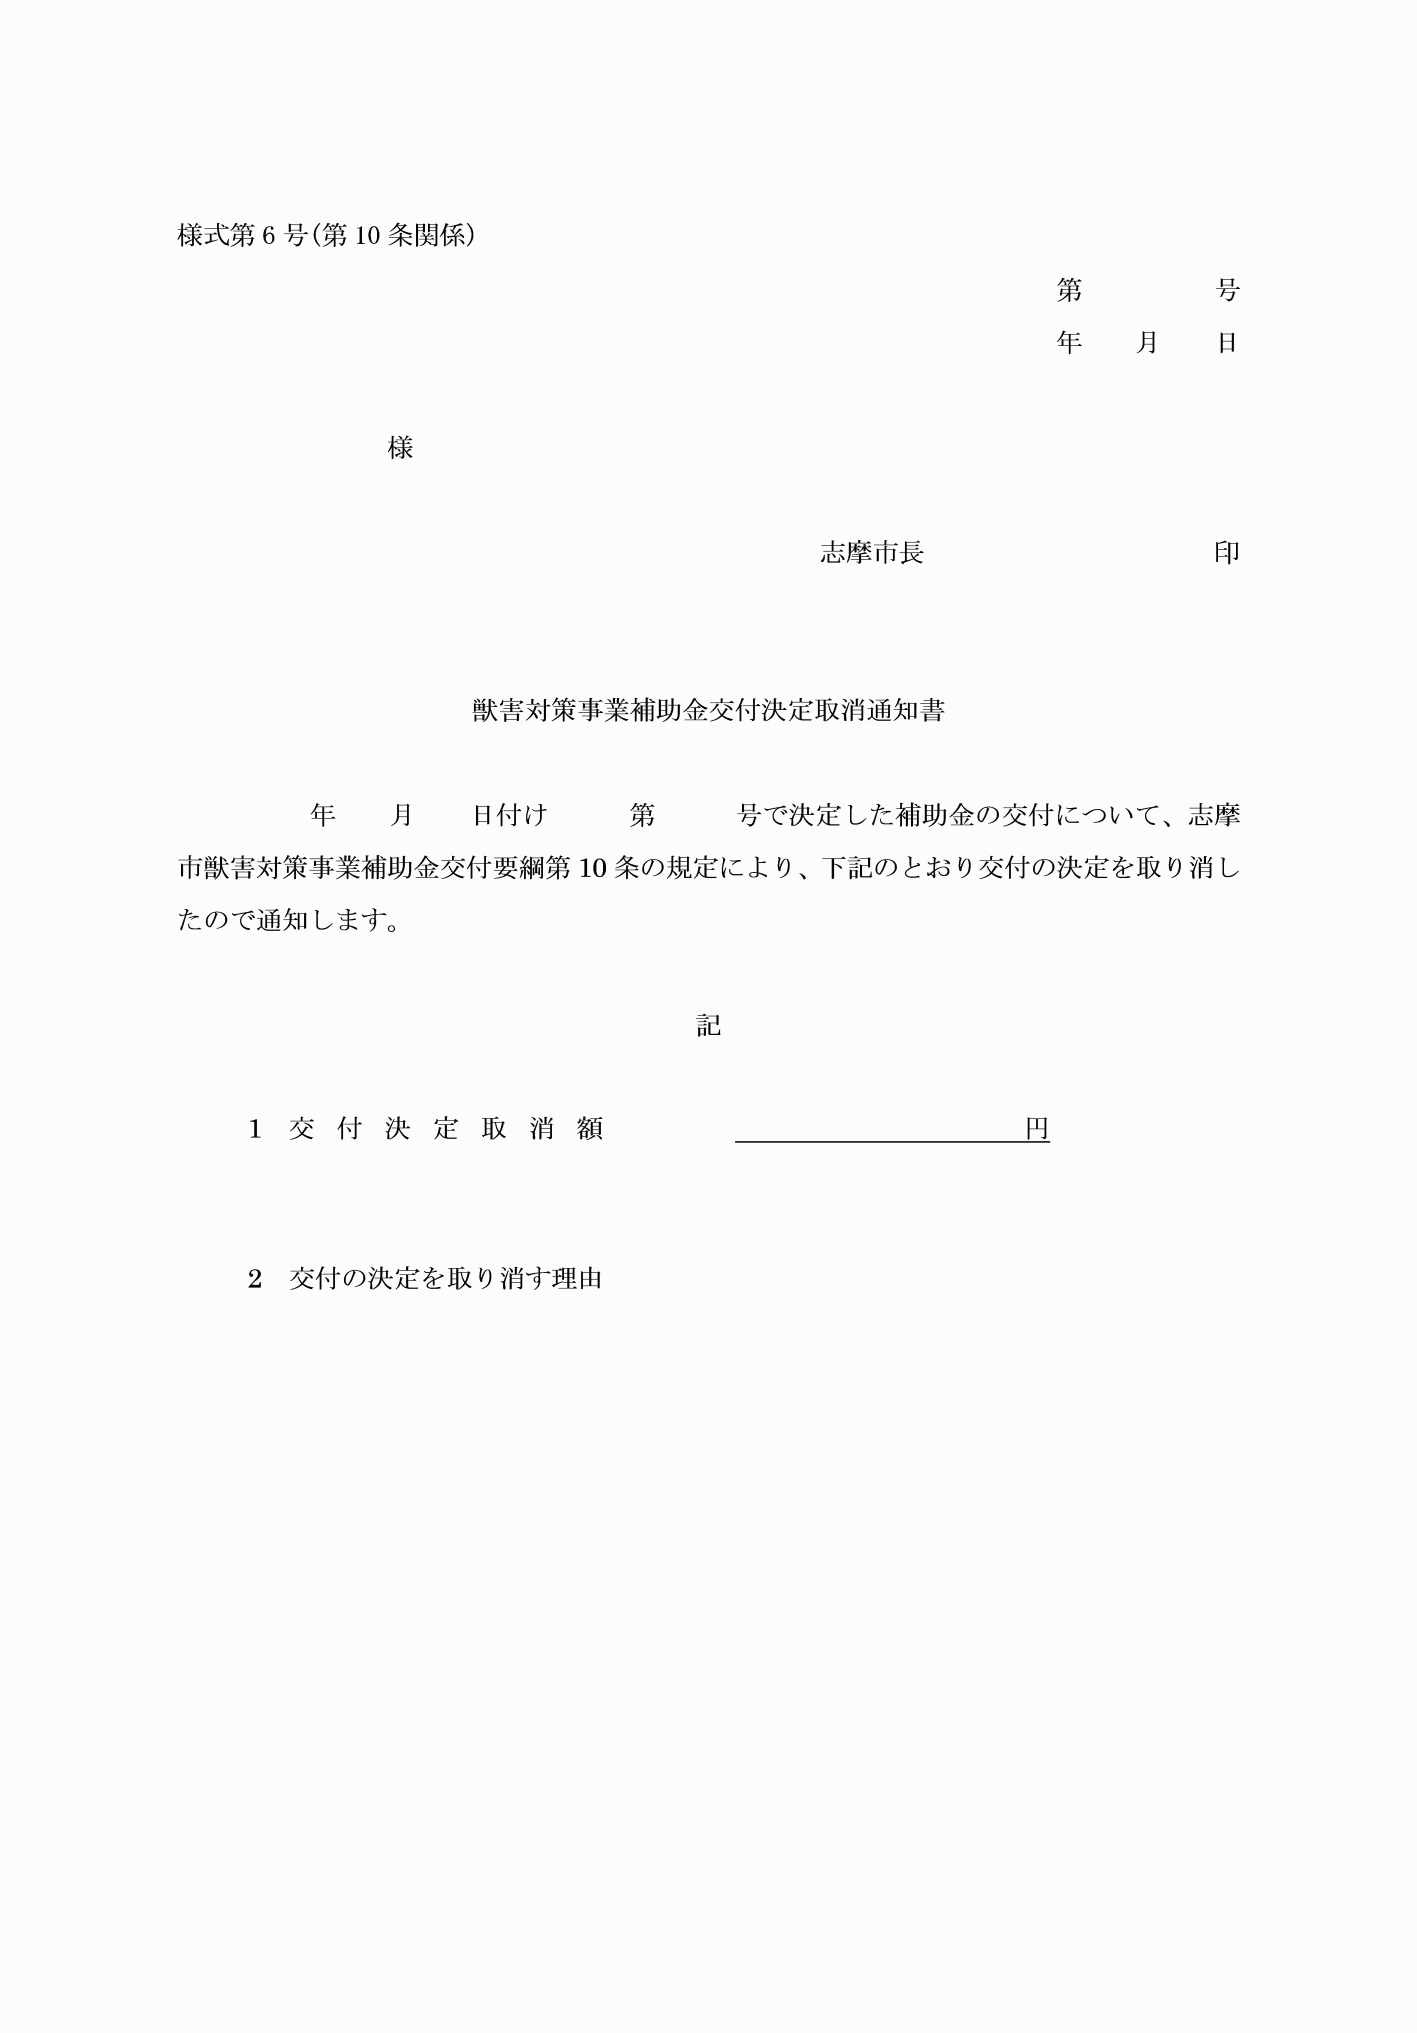 様式第6号(第10条関係)
第　　　　　号
年　　月　　日
様
志摩市長　　　　　　　　　　　印
獣害対策事業補助金交付決定取消通知書
年　　月　　日付け　　　第　　　号で決定した補助金の交付について、志摩
市獣害対策事業補助金交付要綱第10条の規定により、下記のとおり交付の決定を取り消し
たので通知します。
記
1　交付決定取消額　　　　　円
2　交付の決定を取り消す理由